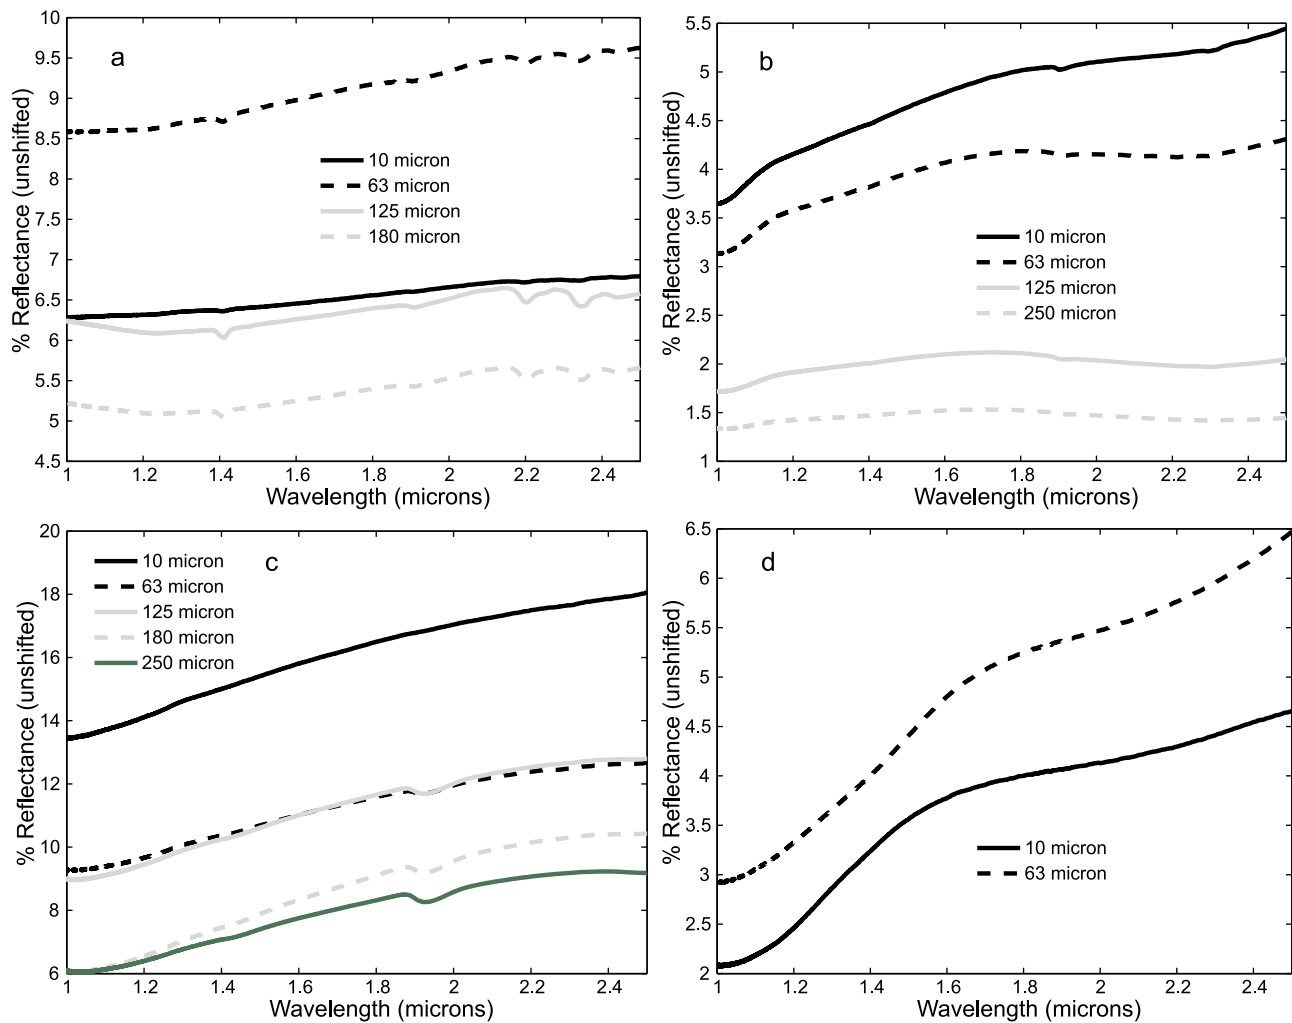 a
10
9.5
9
8.5
8
7.5
7
6.5
6
5.5
5
4.5
% Reflectance (unshifted)
10 micron
63 micron
125 micron
180 micron
1 1.2 1.4 1.6 1.8 2 2.2 2.4
Wavelength (microns)
b
5.5
5
4.5
4
3.5
3
2.5
2
1.5
1
% Reflectance (unshifted)
10 micron
63 micron
125 micron
250 micron
1 1.2 1.4 1.6 1.8 2 2.2 2.4
Wavelength (microns)
c
20
18
16
14
12
10
8
6
% Reflectance (unshifted)
10 micron
63 micron
125 micron
180 micron
250 micron
1 1.2 1.4 1.6 1.8 2 2.2 2.4
Wavelength (microns)
d
6.5
6
5.5
5
4.5
4
3.5
3
2.5
2
% Reflectance (unshifted)
10 micron
63 micron
1 1.2 1.4 1.6 1.8 2 2.2 2.4
Wavelength (microns)